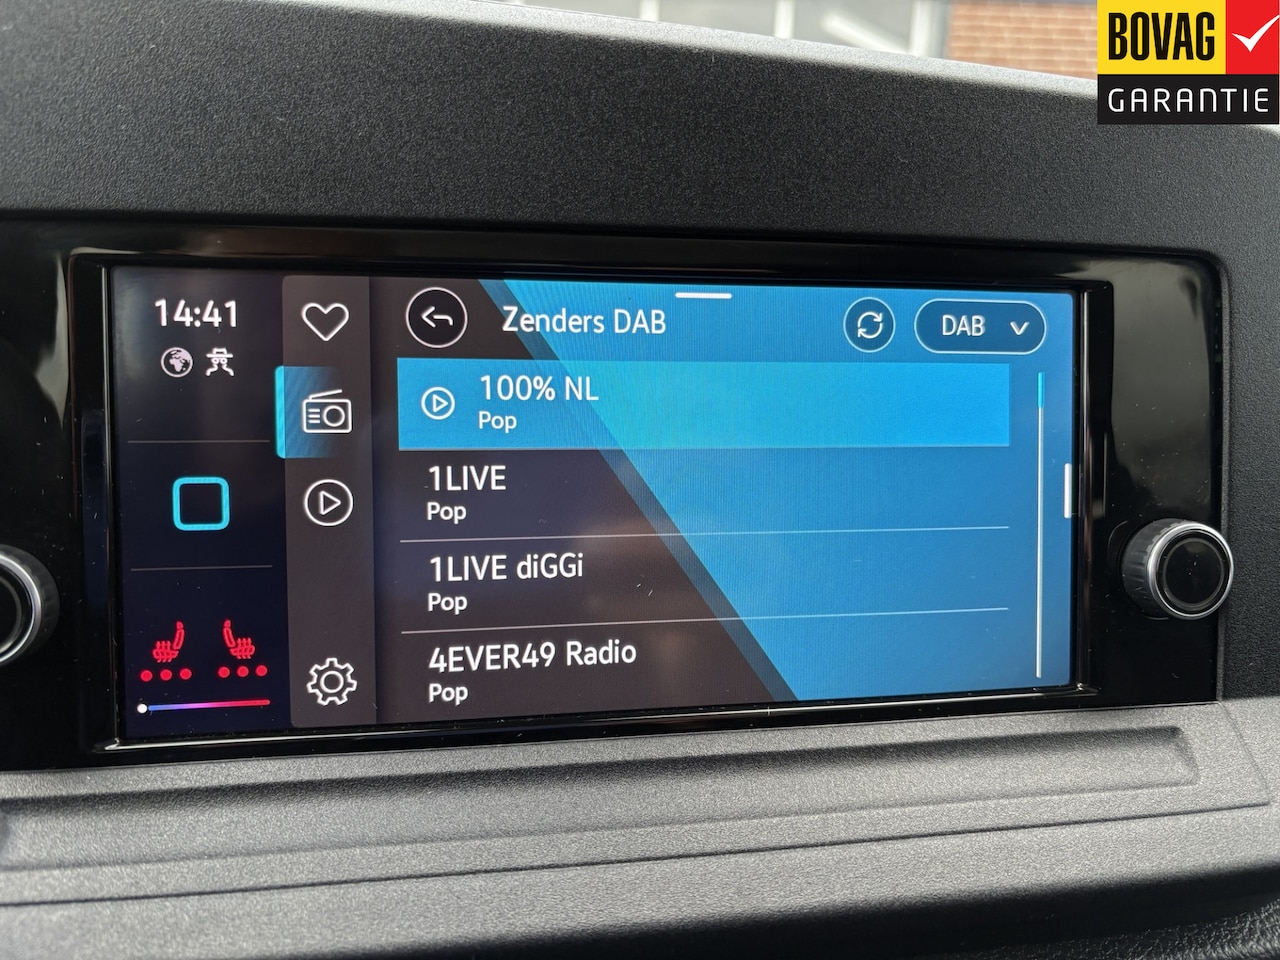 BOVAG
GARANTIE
14:41
Zenders DAB
DAB
100% NL
Pop
1LIVE
Pop
1LIVE diGGi
Pop
4EVER49 Radio
Pop